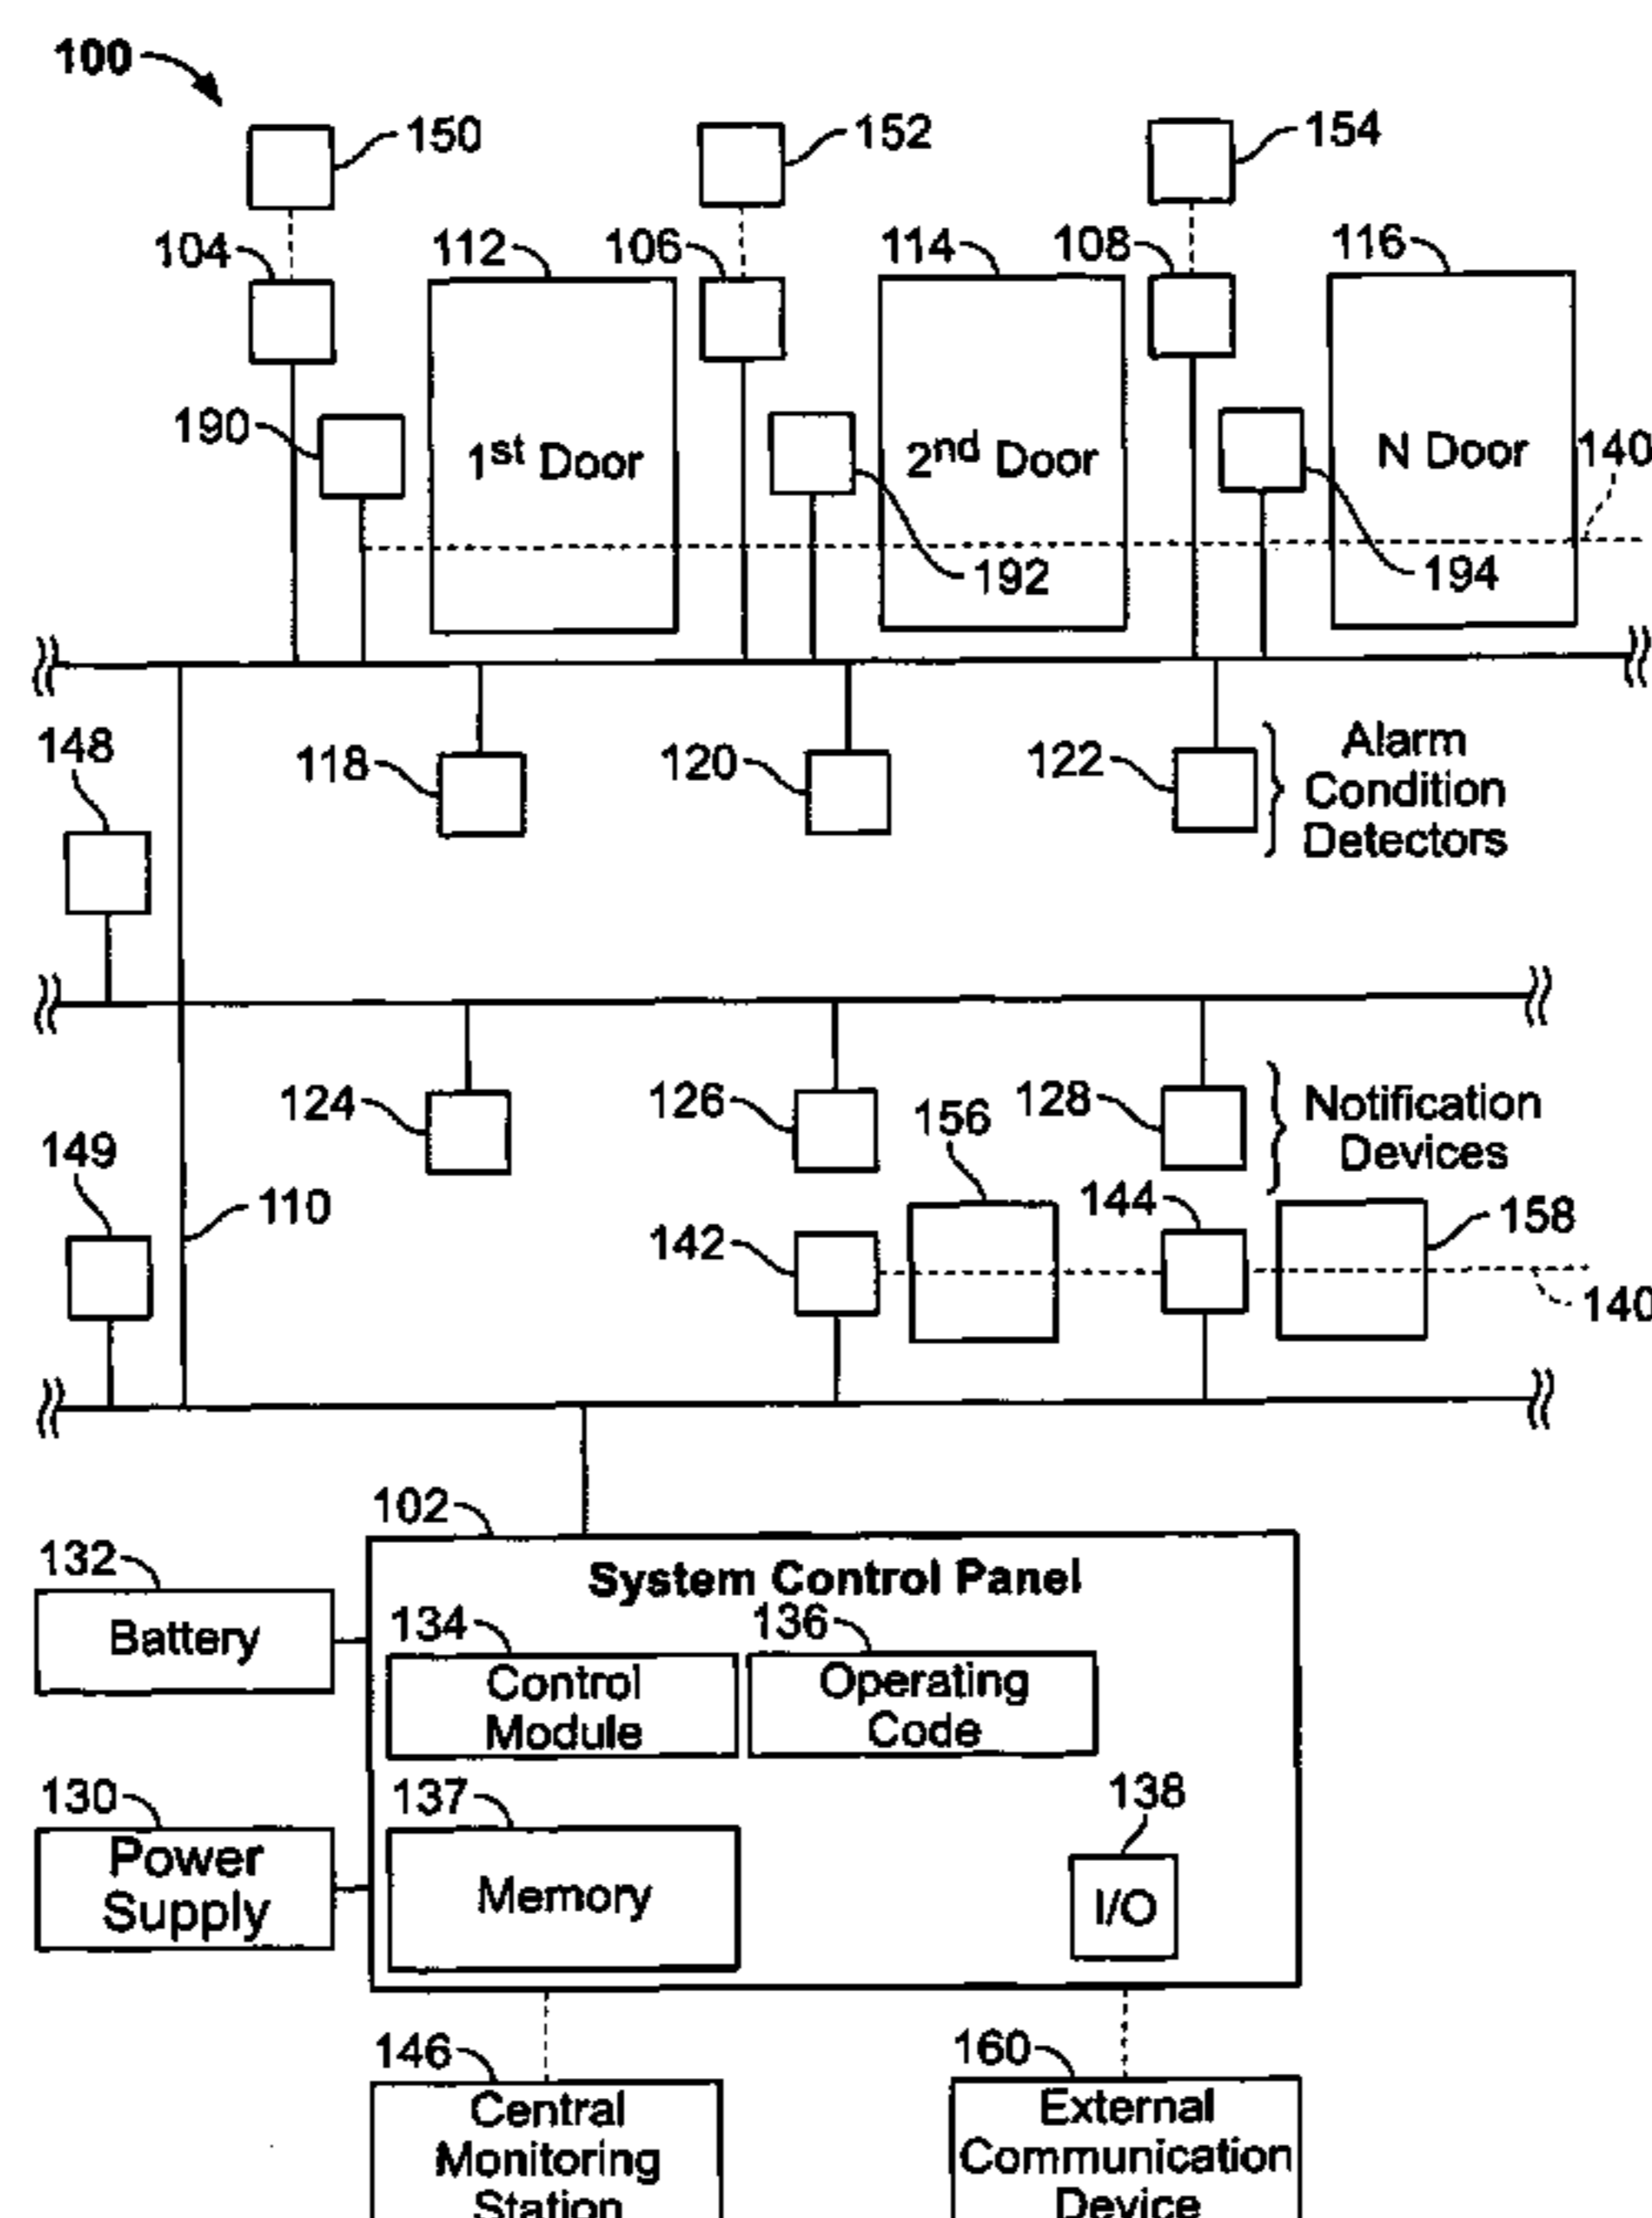 100
150
152
154
104
112
106
114
108
116
190
1st Door
2nd Door
N Door
140
192
194
148
118
120
122
Alarm
Condition
Detectors
124
126
156
128
Notification
Devices
149
110
142
144
158
140
102
132
System Control Panel
Battery
134
136
Control
Module
Operating
Code
130
137
138
Power
Supply
Memory
I/O
146
160
Central
Monitoring
Station
External
Communication
Device